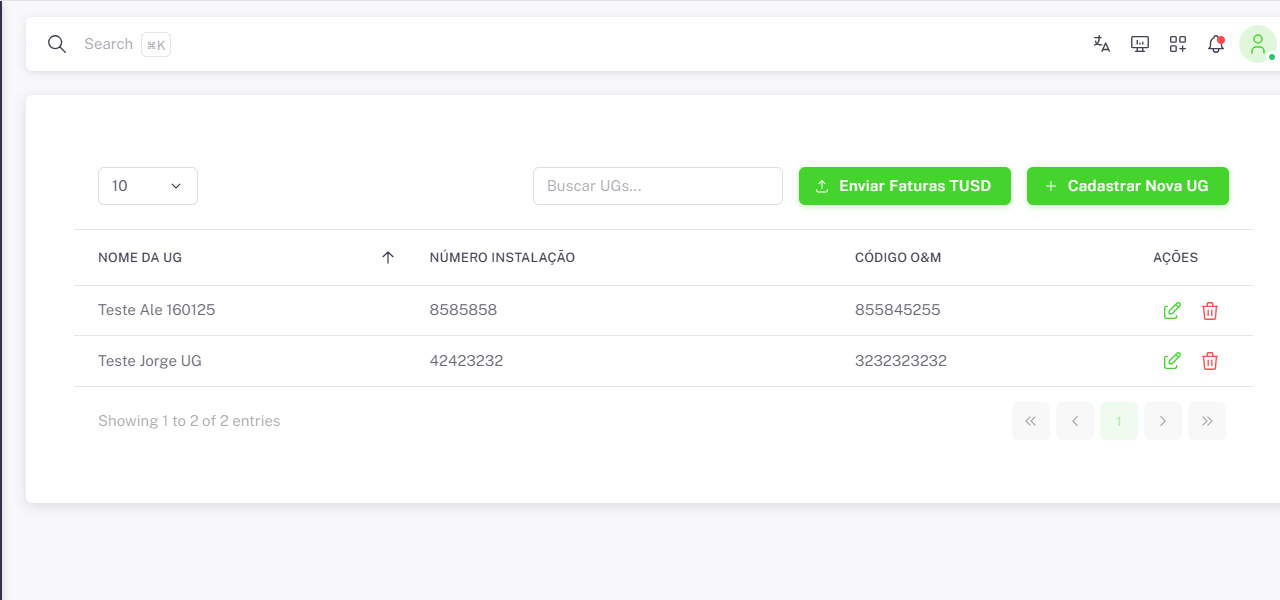 Search ⌘K
10 Buscar UGs... Enviar Faturas TUSD + Cadastrar Nova UG
NOME DA UG NÚMERO INSTALAÇÃO CÓDIGO O&M AÇÕES
Teste Ale 160125 8585858 855845255
Teste Jorge UG 42423232 3232323232
Showing 1 to 2 of 2 entries 1